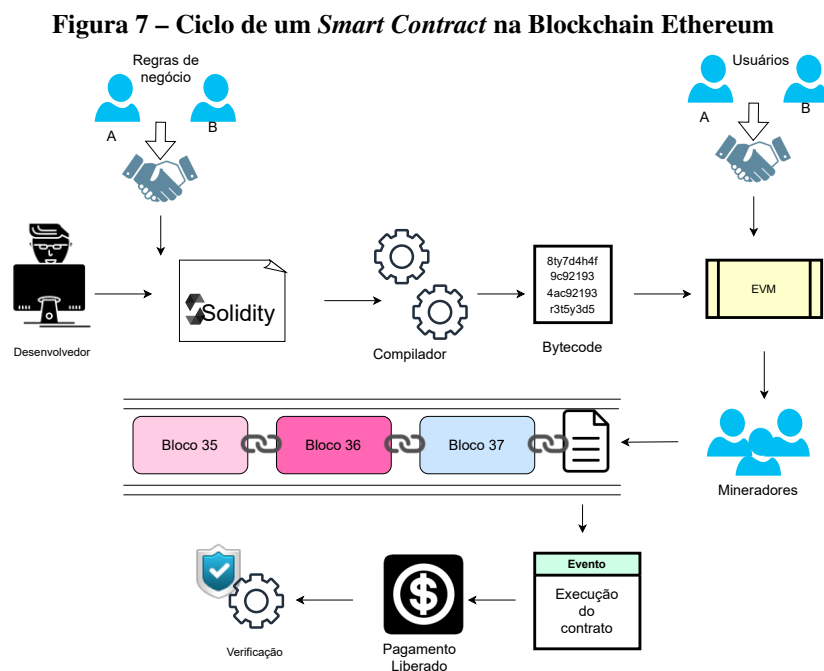 Figura 7 – Ciclo de um Smart Contract na Blockchain Ethereum
Regras de
negócio
A
B
Usuários
A
B
Desenvolvedor
Solidity
Compilador
8ty7d4h4f
9c92193
4ac92193
r3t5y3d5
Bytecode
EVM
Bloco 35
Bloco 36
Bloco 37
Mineradores
Evento
Execução
do
contrato
Pagamento
Liberado
Verificação